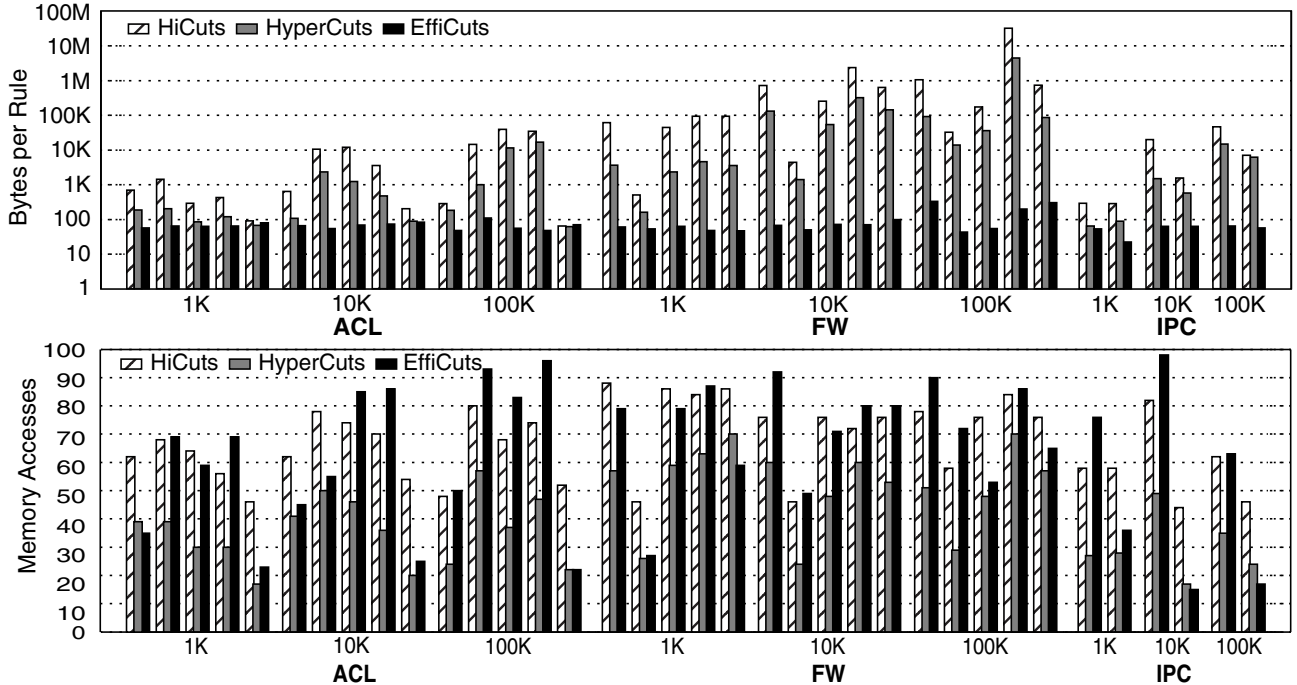 100M
HiCuts HyperCuts EffiCuts
10M
1M
100K
10K
1K
100
10
1
Bytes per Rule
1K 10K 100K 1K 10K 100K 1K 10K 100K
ACL FW IPC
100
HiCuts HyperCuts EffiCuts
90
80
70
60
50
40
30
20
10
0
Memory Accesses
1K 10K 100K 1K 10K 100K 1K 10K 100K
ACL FW IPC